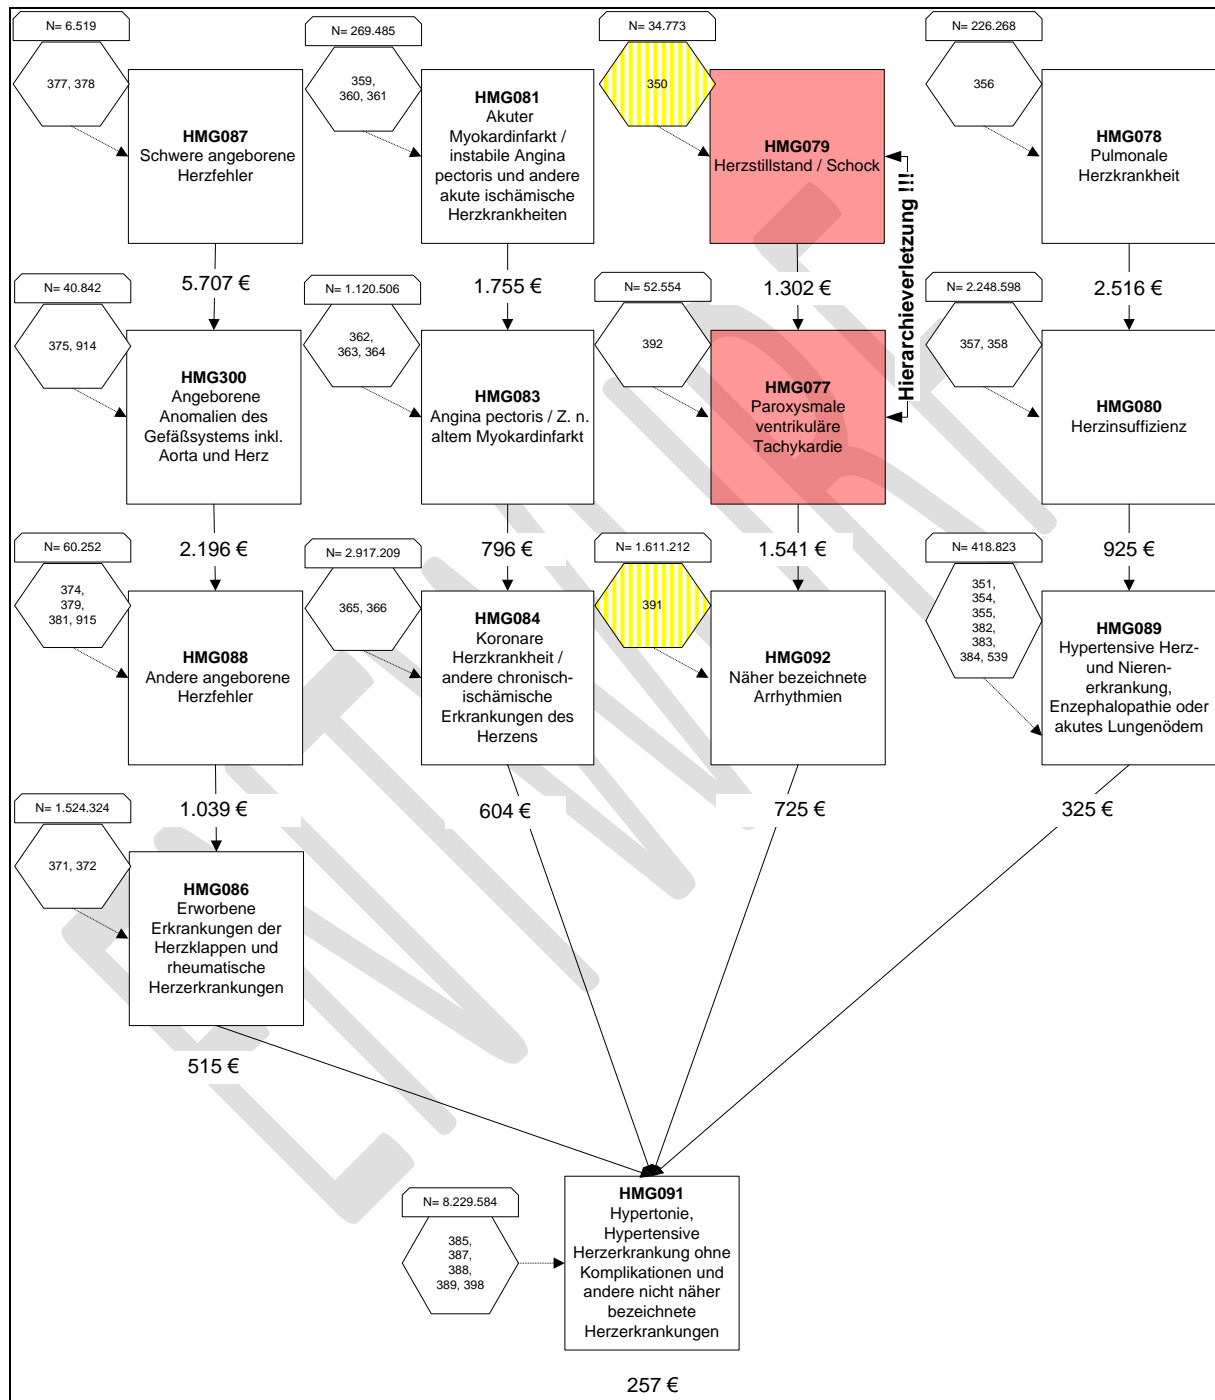 N= 6.519
377, 378
HMG087
Schwere angeborene
Herzfehler
5.707 €
N= 269.485
359,
360, 361
HMG081
Akuter
Myokardinfarkt /
instabile Angina
pectoris und andere
akute ischämische
Herzkrankheiten
1.755 €
N= 34.773
350
HMG079
Herzstillstand / Schock
1.302 €
Hierarchieverletzung !!!
N= 226.268
356
HMG078
Pulmonale
Herzkrankheit
2.516 €
N= 40.842
375, 914
HMG300
Angeborene
Anomalien des
Gefäßsystems inkl.
Aorta und Herz
2.196 €
N= 1.120.506
362,
363, 364
HMG083
Angina pectoris / Z. n.
altem Myokardinfarkt
796 €
N= 52.554
392
HMG077
Paroxysmale
ventrikuläre
Tachykardie
1.541 €
N= 2.248.598
357, 358
HMG080
Herzinsuffizienz
925 €
N= 60.252
374,
379,
381, 915
HMG088
Andere angeborene
Herzfehler
1.039 €
N= 2.917.209
365, 366
HMG084
Koronare
Herzkrankheit /
andere chronisch-
ischämische
Erkrankungen des
Herzens
604 €
N= 1.611.212
391
HMG092
Näher bezeichnete
Arrhythmien
725 €
N= 418.823
351,
354,
355,
382,
383,
384, 539
HMG089
Hypertensive Herz-
und Nieren-
erkrankung,
Enzephalopathie oder
akutes Lungenödem
325 €
N= 1.524.324
371, 372
HMG086
Erworbene
Erkrankungen der
Herzklappen und
rheumatische
Herzerkrankungen
515 €
N= 8.229.584
385,
387,
388,
389, 398
HMG091
Hypertonie,
Hypertensive
Herzerkrankung ohne
Komplikationen und
andere nicht näher
bezeichnete
Herzerkrankungen
257 €
ENTWURF